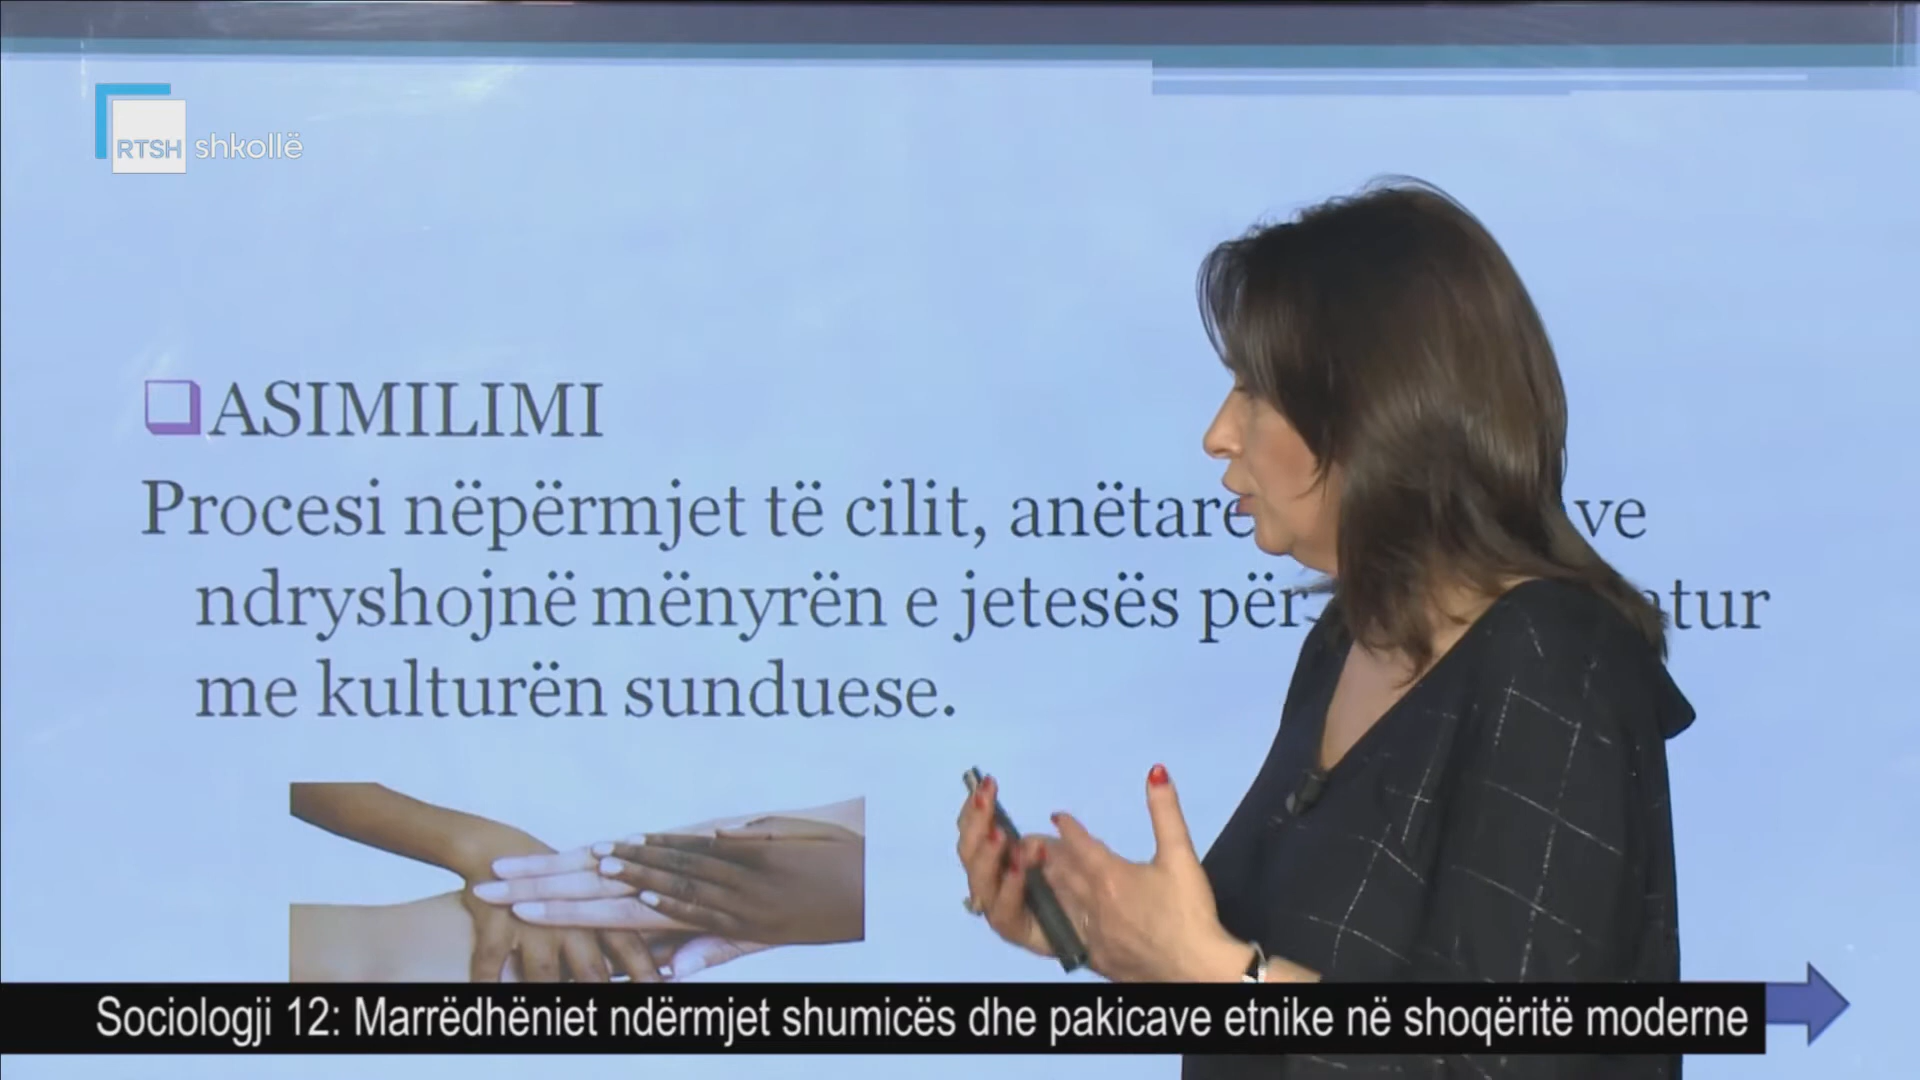 RTSH shkollë
ASIMILIMI
Procesi nëpërmjet të cilit, anëtarë
ndryshojnë mënyrën e jetesës për
me kulturën sunduese.
Sociologji 12: Marrëdhëniet ndërmjet shumicës dhe pakicave etnike në shoqëritë moderne